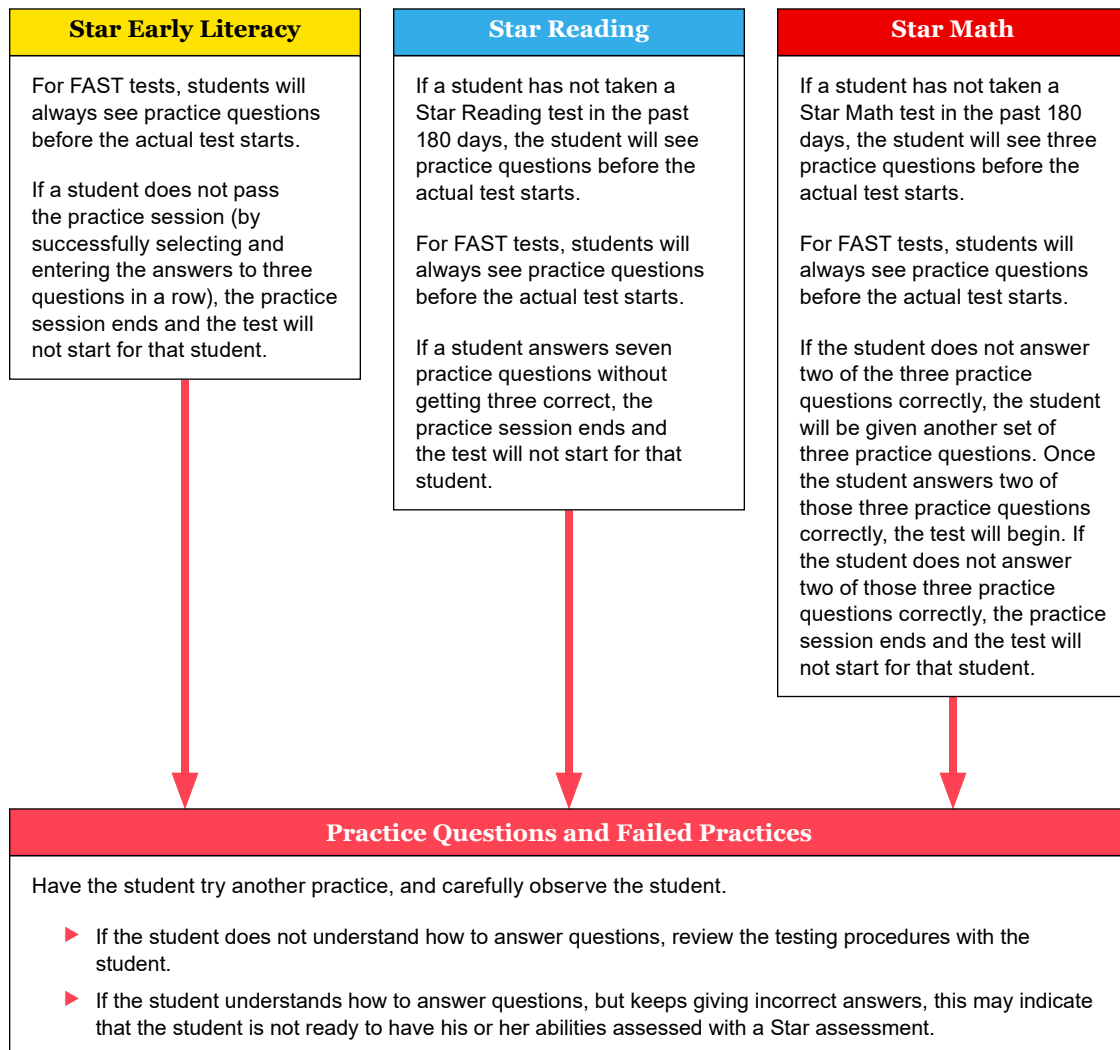 Star Early Literacy
For FAST tests, students will
always see practice questions
before the actual test starts.
If a student does not pass
the practice session (by
successfully selecting and
entering the answers to three
questions in a row), the practice
session ends and the test will
not start for that student.
Star Reading
If a student has not taken a
Star Reading test in the past
180 days, the student will see
practice questions before the
actual test starts.
For FAST tests, students will
always see practice questions
before the actual test starts.
If a student answers seven
practice questions without
getting three correct, the
practice session ends and
the test will not start for that
student.
Star Math
If a student has not taken a
Star Math test in the past 180
days, the student will see three
practice questions before the
actual test starts.
For FAST tests, students will
always see practice questions
before the actual test starts.
If the student does not answer
two of the three practice
questions correctly, the student
will be given another set of
three practice questions. Once
the student answers two of
those three practice questions
correctly, the test will begin. If
the student does not answer
two of those three practice
questions correctly, the practice
session ends and the test will
not start for that student.
Practice Questions and Failed Practices
Have the student try another practice, and carefully observe the student.
If the student does not understand how to answer questions, review the testing procedures with the
student.
If the student understands how to answer questions, but keeps giving incorrect answers, this may indicate
that the student is not ready to have his or her abilities assessed with a Star assessment.